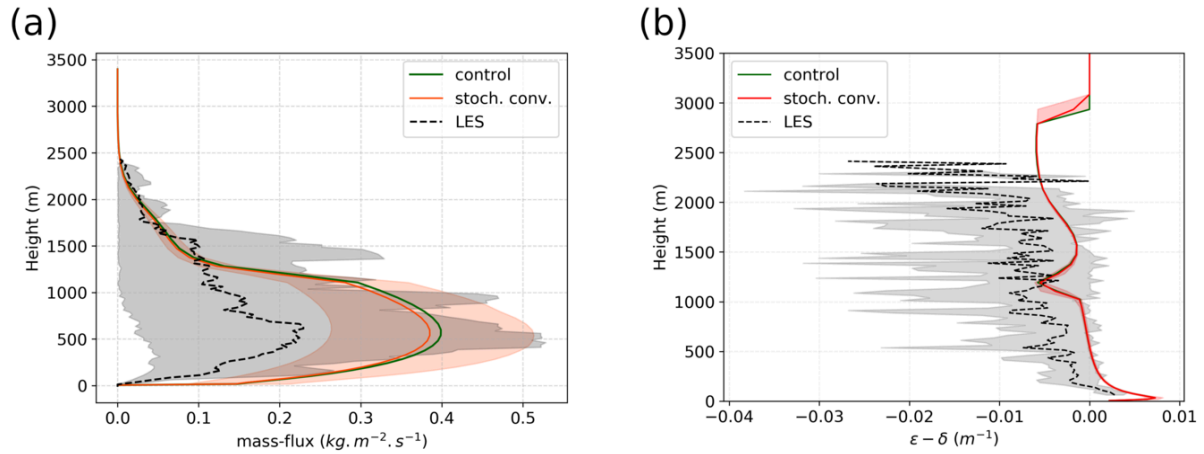 (a)
3500
3000
2500
2000
1500
1000
500
0
Height (m)
control
stoch. conv.
LES
0.0 0.1 0.2 0.3 0.4 0.5
mass-flux (kg. m⁻². s⁻¹)
(b)
3500
3000
2500
2000
1500
1000
500
0
Height (m)
control
stoch. conv.
LES
−0.04 −0.03 −0.02 −0.01 0.00 0.01
ε − δ (m⁻¹)